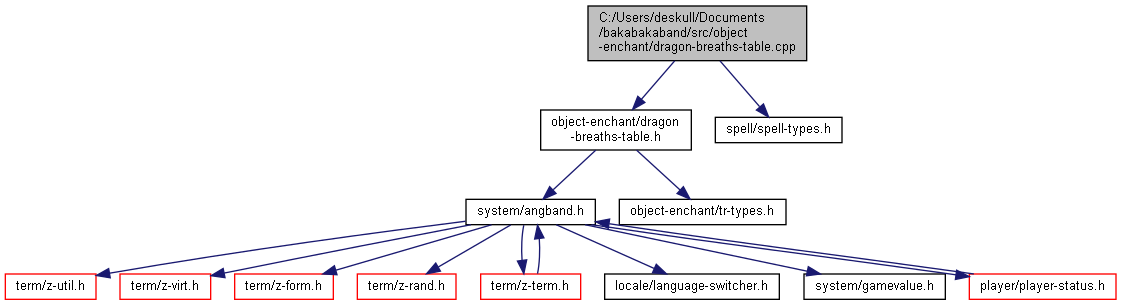 C:/Users/deskull/Documents
/bakabakaband/src/object
-enchant/dragon-breaths-table.cpp
object-enchant/dragon
-breaths-table.h
spell/spell-types.h
system/angband.h
object-enchant/tr-types.h
term/z-util.h
term/z-virt.h
term/z-form.h
term/z-rand.h
term/z-term.h
locale/language-switcher.h
system/gamevalue.h
player/player-status.h